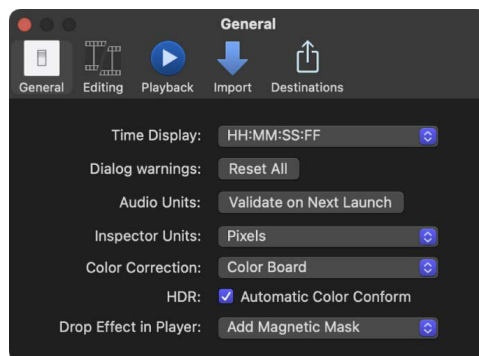 General
General Editing Playback Import Destinations
Time Display: HH:MM:SS:FF
Dialog warnings: Reset All
Audio Units: Validate on Next Launch
Inspector Units: Pixels
Color Correction: Color Board
HDR: Automatic Color Conform
Drop Effect in Player: Add Magnetic Mask